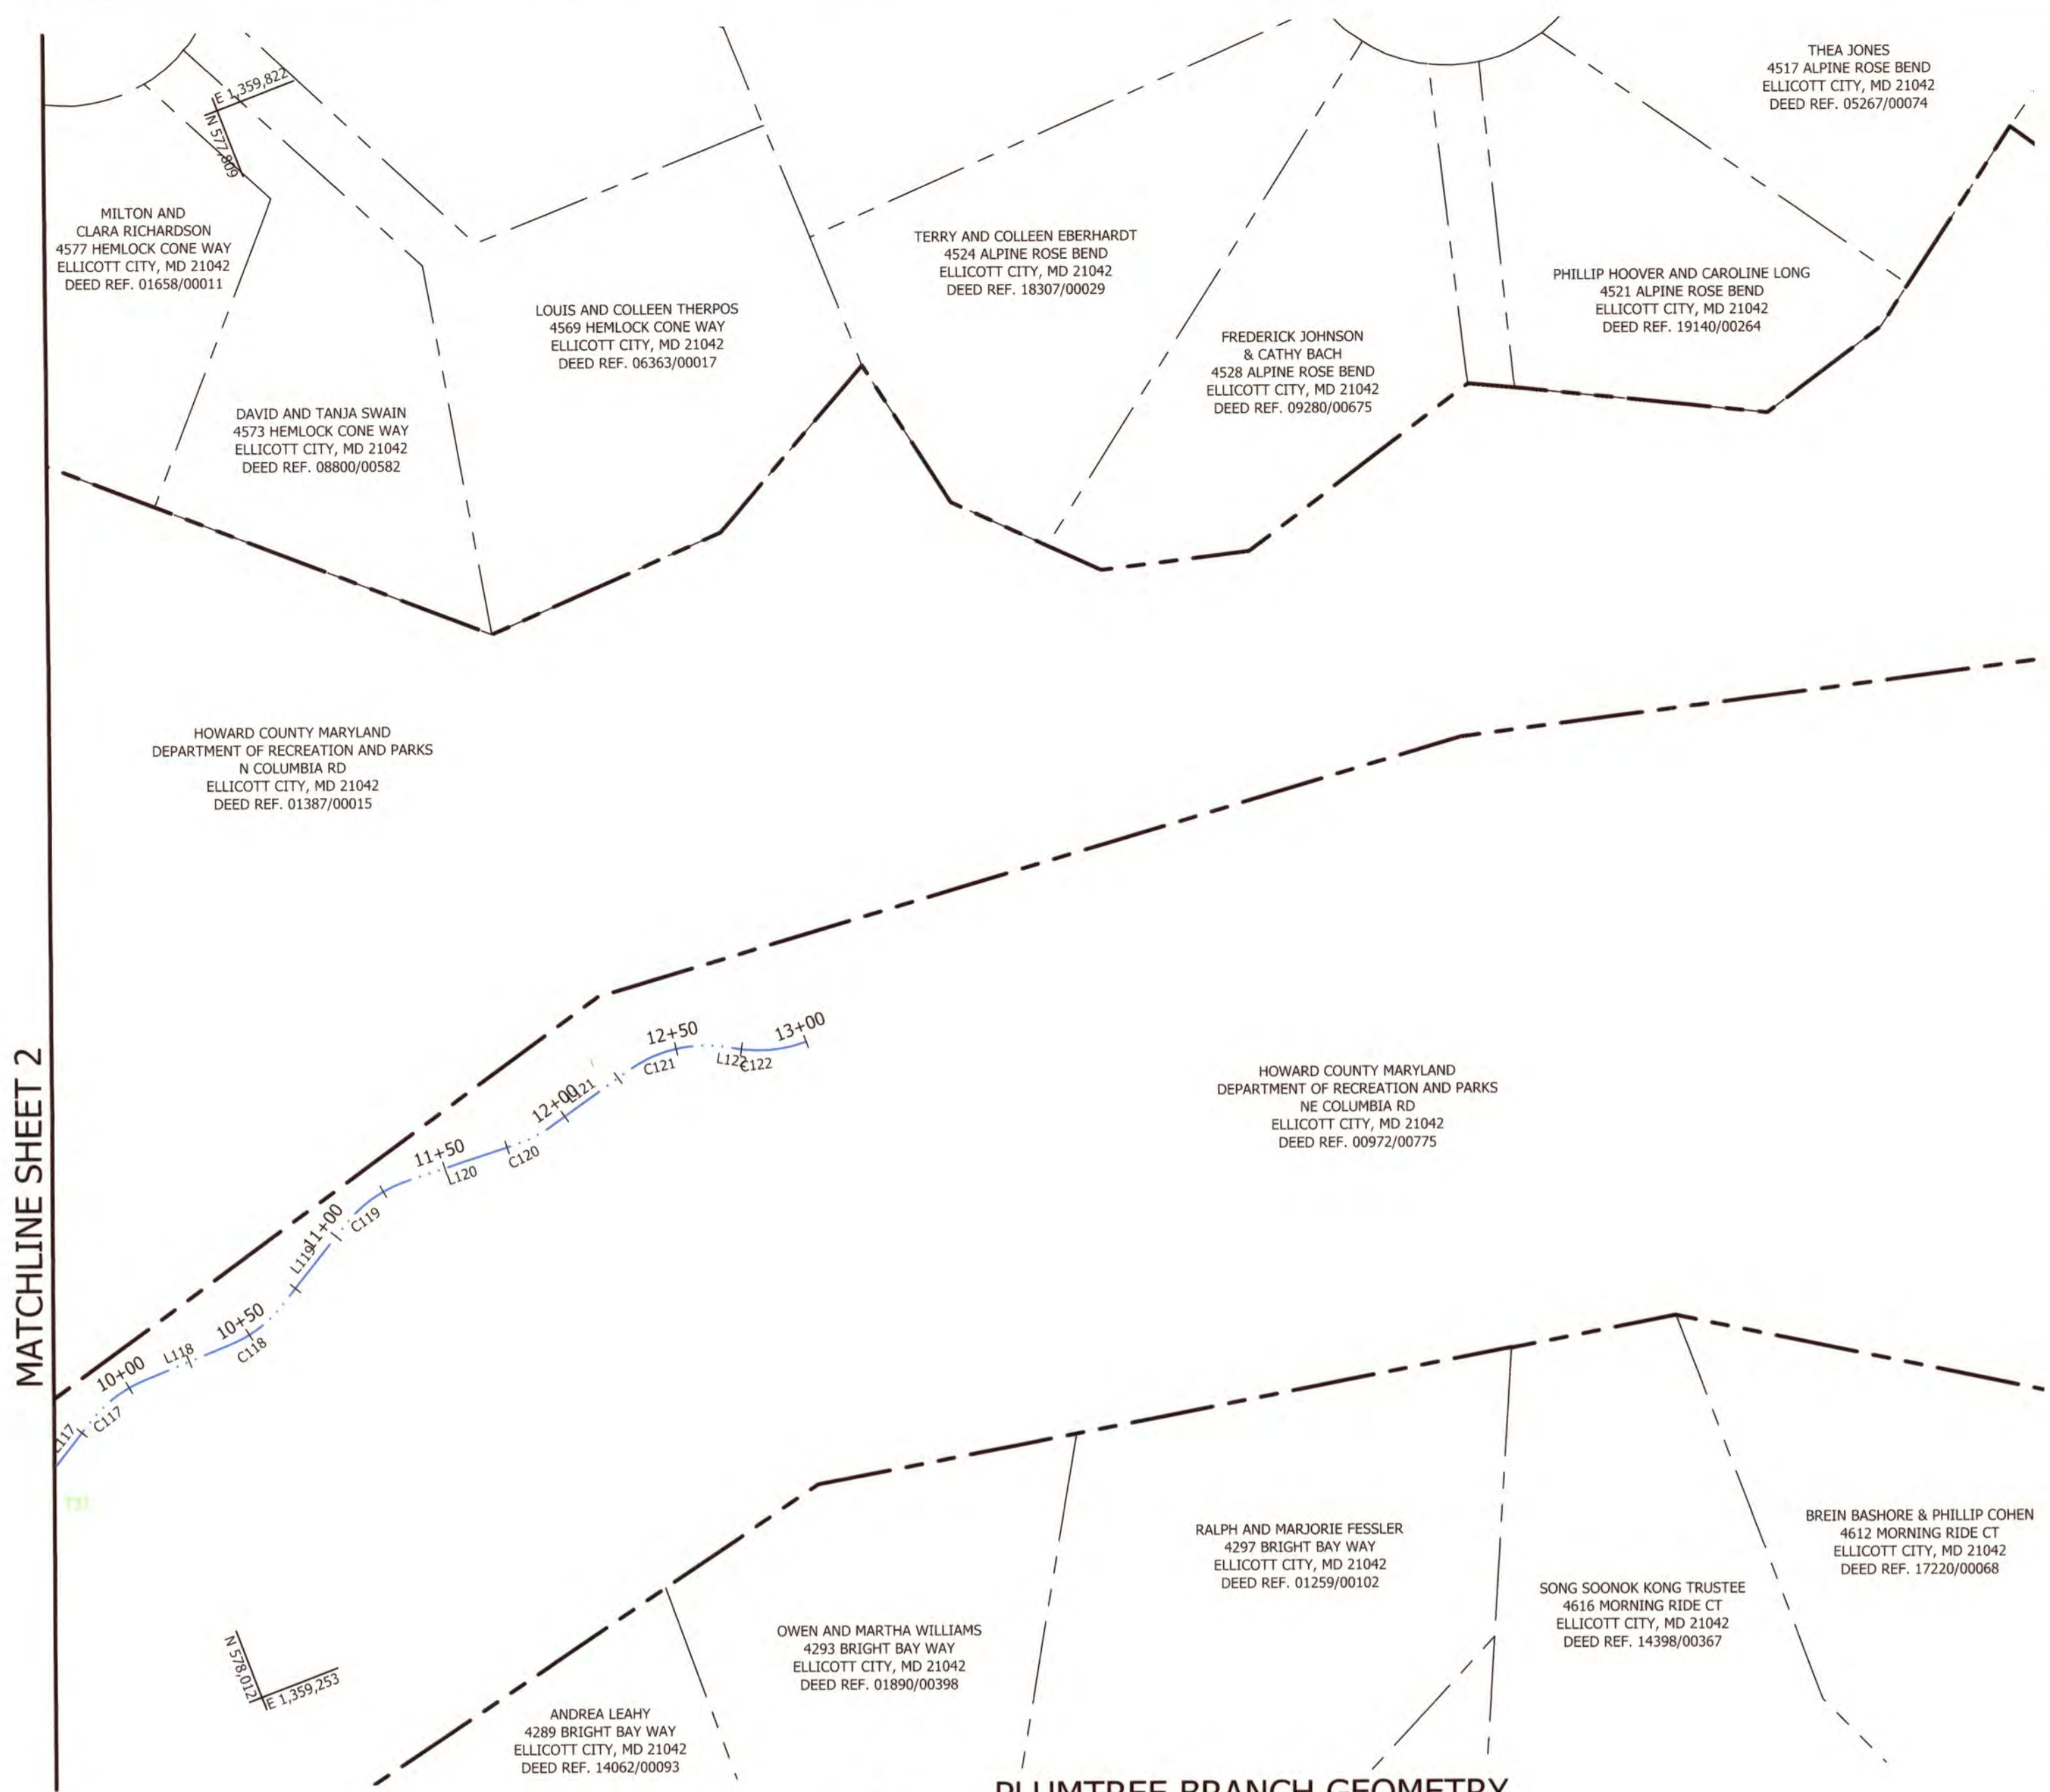 THEA JONES
4517 ALPINE ROSE BEND
ELLICOTT CITY, MD 21042
DEED REF. 05267/00074
E 1,359,822
N 577,809
MILTON AND
CLARA RICHARDSON
4577 HEMLOCK CONE WAY
ELLICOTT CITY, MD 21042
DEED REF. 01658/00011
TERRY AND COLLEEN EBERHARDT
4524 ALPINE ROSE BEND
ELLICOTT CITY, MD 21042
DEED REF. 18307/00029
PHILLIP HOOVER AND CAROLINE LONG
4521 ALPINE ROSE BEND
ELLICOTT CITY, MD 21042
DEED REF. 19140/00264
LOUIS AND COLLEEN THERPOS
4569 HEMLOCK CONE WAY
ELLICOTT CITY, MD 21042
DEED REF. 06363/00017
FREDERICK JOHNSON
& CATHY BACH
4528 ALPINE ROSE BEND
ELLICOTT CITY, MD 21042
DEED REF. 09280/00675
DAVID AND TANJA SWAIN
4573 HEMLOCK CONE WAY
ELLICOTT CITY, MD 21042
DEED REF. 08800/00582
HOWARD COUNTY MARYLAND
DEPARTMENT OF RECREATION AND PARKS
N COLUMBIA RD
ELLICOTT CITY, MD 21042
DEED REF. 01387/00015
MATCHLINE SHEET 2
13+00
12+50
C122
L122
C121
L121
12+00
C120
L120
11+50
C119
11+00
L119
10+50
C118
L118
10+00
C117
HOWARD COUNTY MARYLAND
DEPARTMENT OF RECREATION AND PARKS
NE COLUMBIA RD
ELLICOTT CITY, MD 21042
DEED REF. 00972/00775
BREIN BASHORE & PHILLIP COHEN
4612 MORNING RIDE CT
ELLICOTT CITY, MD 21042
DEED REF. 17220/00068
RALPH AND MARJORIE FESSLER
4297 BRIGHT BAY WAY
ELLICOTT CITY, MD 21042
DEED REF. 01259/00102
SONG SOONOK KONG TRUSTEE
4616 MORNING RIDE CT
ELLICOTT CITY, MD 21042
DEED REF. 14398/00367
OWEN AND MARTHA WILLIAMS
4293 BRIGHT BAY WAY
ELLICOTT CITY, MD 21042
DEED REF. 01890/00398
N 578,012
E 1,359,253
ANDREA LEAHY
4289 BRIGHT BAY WAY
ELLICOTT CITY, MD 21042
DEED REF. 14062/00093
PLUMTREE BRANCH GEOMETRY